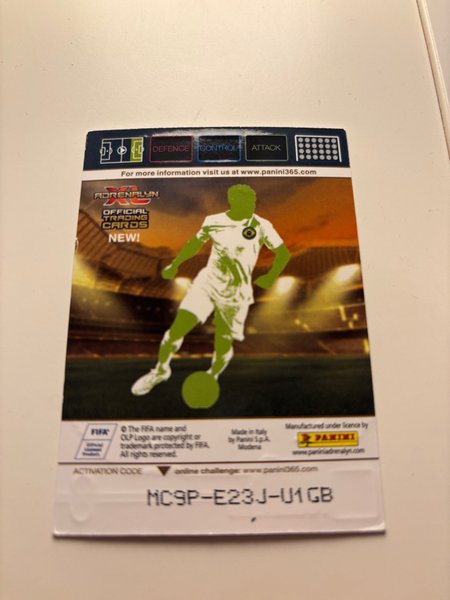 DEFENCE CONTROL ATTACK
For more information visit us at www.panini365.com
ADRENALYN
XL
OFFICIAL
TRADING
CARDS
NEW!
FIFA®
Official
Licensed
Product
© The FIFA name and
OLP Logo are copyright or
trademark protected by FIFA.
All rights reserved.
Made in Italy
by Panini S.p.A.
Modena
Manufactured under licence by
PANINI
www.paniniadrenalyn.com
ACTIVATION CODE online challenge: www.panini365.com
MC9P-E23J-U1GB